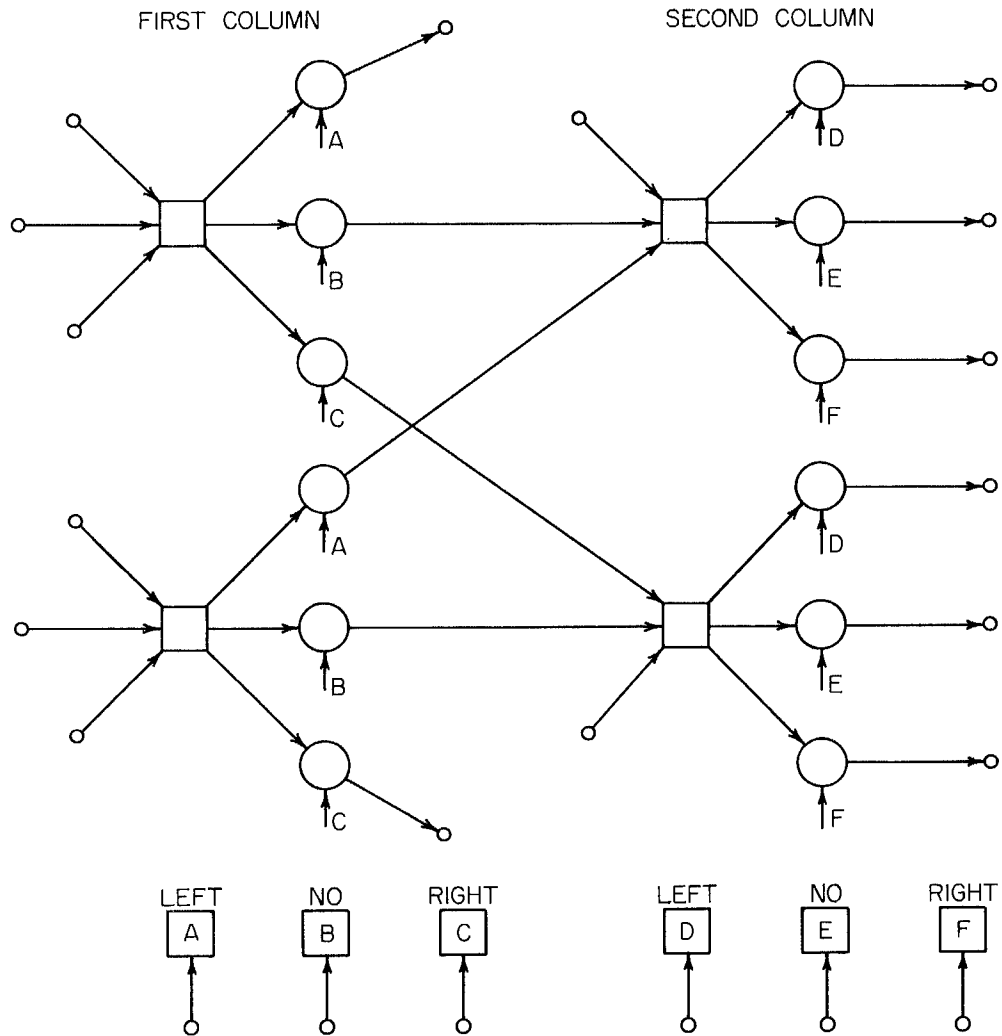 FIRST COLUMN SECOND COLUMN
A D
B E
C F
A D
B E
C F
LEFT NO RIGHT LEFT NO RIGHT
A B C D E F